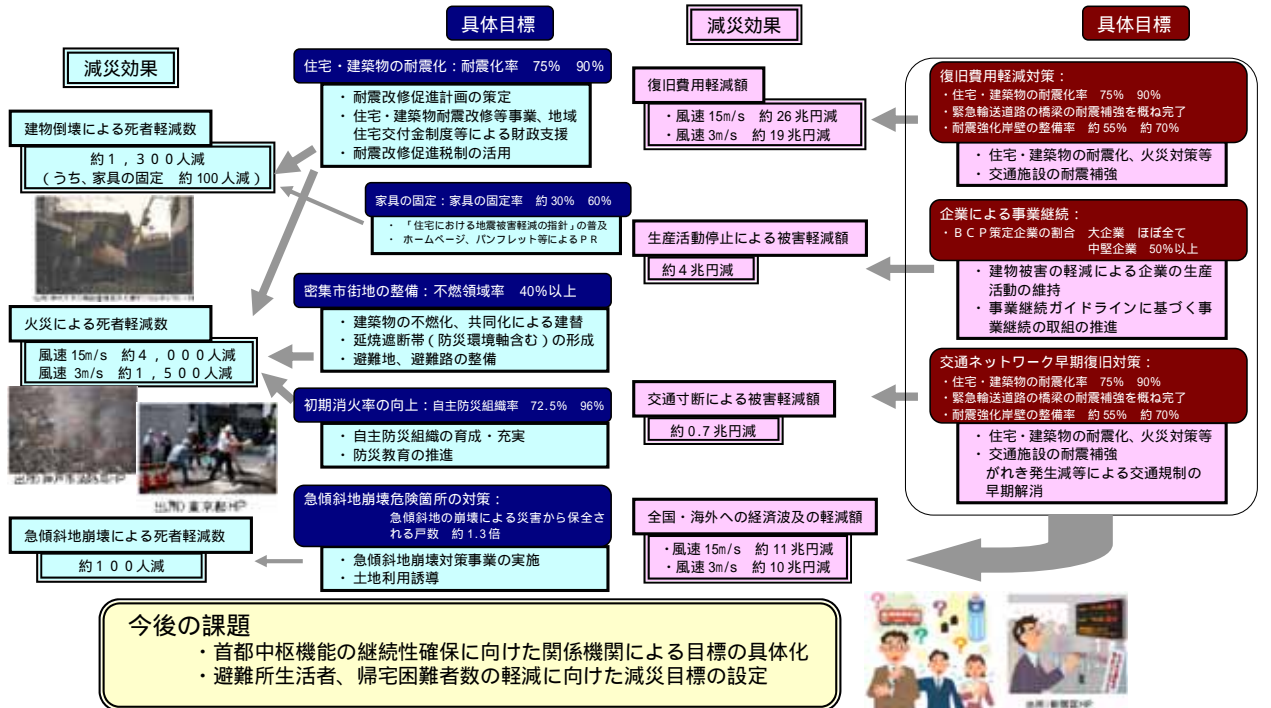 具体目標
減災効果
住宅・建築物の耐震化：耐震化率　75%　90%
・ 耐震改修促進計画の策定
・ 住宅・建築物耐震改修等事業、地域
住宅交付金制度等による財政支援
・ 耐震改修促進税制の活用
建物倒壊による死者軽減数
約１，３００人減
（うち、家具の固定　約100人減）
家具の固定：家具の固定率　約30%　60%
・ 「住宅における地震被害軽減の指針」の普及
・ ホームページ、パンフレット等によるＰＲ
密集市街地の整備：不燃領域率　40%以上
・ 建築物の不燃化、共同化による建替
・ 延焼遮断帯（防災環境軸含む）の形成
・ 避難地、避難路の整備
火災による死者軽減数
風速 15m/s　約４，０００人減
風速 3m/s　約１，５００人減
初期消火率の向上：自主防災組織率　72.5%　96%
・ 自主防災組織の育成・充実
・ 防災教育の推進
出所）東京都HP
急傾斜地崩壊危険箇所の対策：
急傾斜地の崩壊による災害から保全さ
れる戸数　約1.3倍
・ 急傾斜地崩壊対策事業の実施
・ 土地利用誘導
急傾斜地崩壊による死者軽減数
約１００人減
減災効果
具体目標
復旧費用軽減額
・風速 15m/s　約 26 兆円減
・風速 3m/s　約 19 兆円減
復旧費用軽減対策：
・住宅・建築物の耐震化率　75%　90%
・緊急輸送道路の橋梁の耐震補強を概ね完了
・耐震強化岸壁の整備率　約 55%　約 70%
・ 住宅・建築物の耐震化、火災対策等
・ 交通施設の耐震補強
生産活動停止による被害軽減額
約４兆円減
企業による事業継続：
・ＢＣＰ策定企業の割合　大企業　ほぼ全て
中堅企業　50%以上
・ 建物被害の軽減による企業の生産
活動の維持
・ 事業継続ガイドラインに基づく事
業継続の取組の推進
交通寸断による被害軽減額
約 0.7 兆円減
交通ネットワーク早期復旧対策：
・住宅・建築物の耐震化率　75%　90%
・緊急輸送道路の橋梁の耐震補強を概ね完了
・耐震強化岸壁の整備率　約 55%　約 70%
・ 住宅・建築物の耐震化、火災対策等
・ 交通施設の耐震補強
がれき発生減等による交通規制の
早期解消
全国・海外への経済波及の軽減額
・風速 15m/s　約 11 兆円減
・風速 3m/s　約 10 兆円減
今後の課題
・首都中枢機能の継続性確保に向けた関係機関による目標の具体化
・避難所生活者、帰宅困難者数の軽減に向けた減災目標の設定